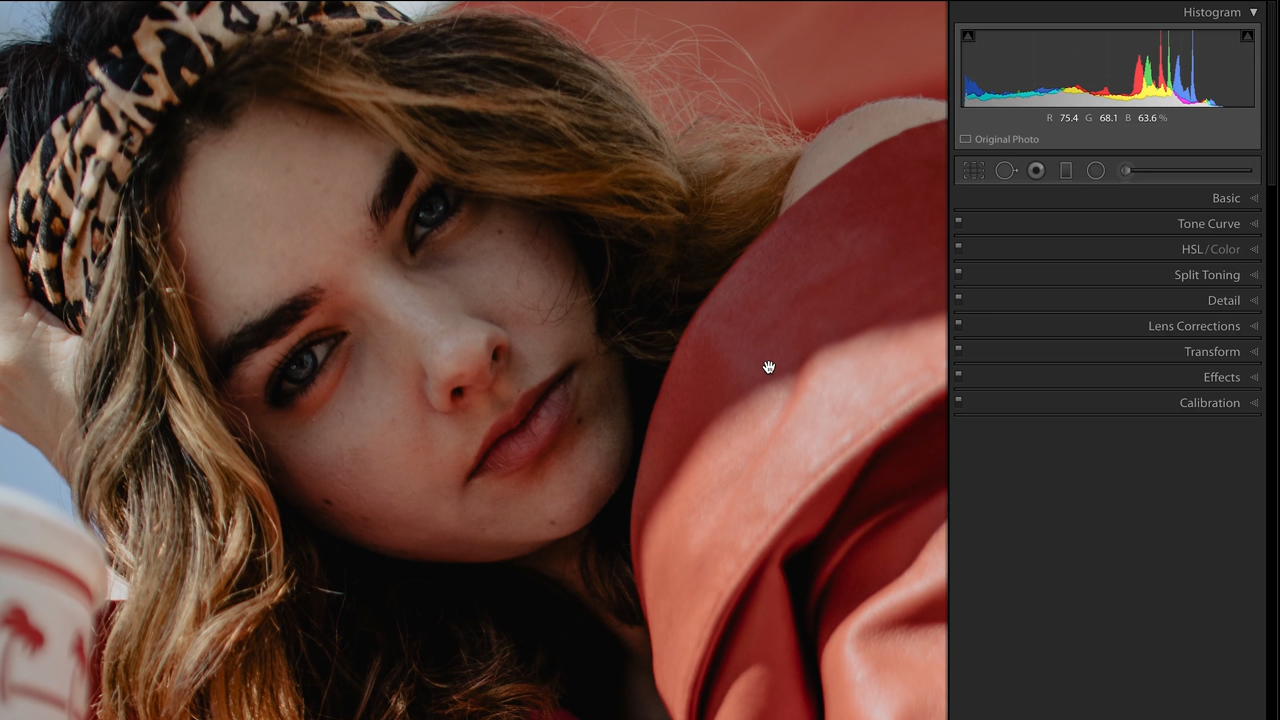 Histogram
R 75.4 G 68.1 B 63.6 %
Original Photo
Basic
Tone Curve
HSL / Color
Split Toning
Detail
Lens Corrections
Transform
Effects
Calibration